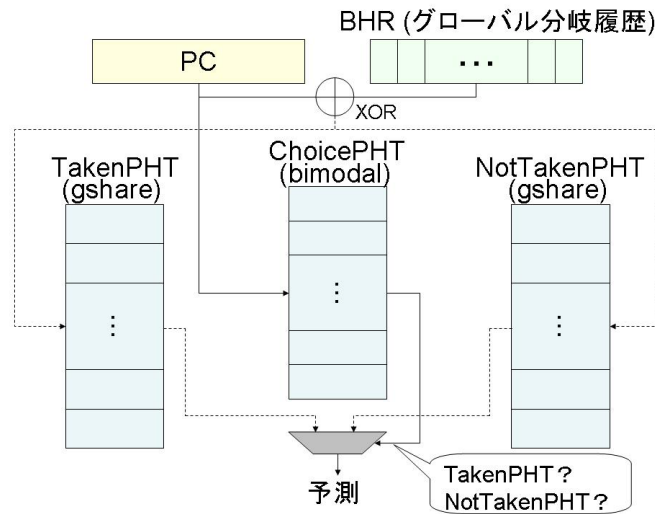 BHR (グローバル分岐履歴)
PC
...
XOR
TakenPHT
(gshare)
ChoicePHT
(bimodal)
NotTakenPHT
(gshare)
⋮
⋮
⋮
TakenPHT？
NotTakenPHT？
予測